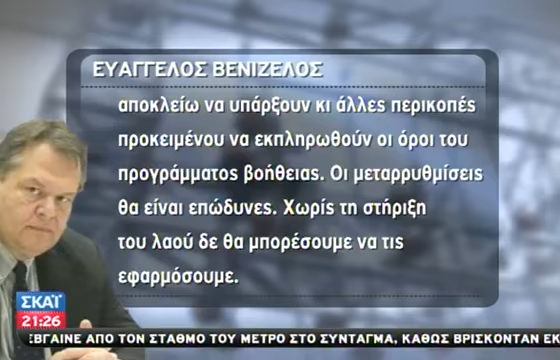 ΕΥΑΓΓΕΛΟΣ ΒΕΝΙΖΕΛΟΣ
αποκλείω να υπάρξουν κι άλλες περικοπές
προκειμένου να εκπληρωθούν οι όροι του
προγράμματος βοήθειας. Οι μεταρρυθμίσεις
θα είναι επώδυνες. Χωρίς τη στήριξη
του λαού δε θα μπορέσουμε να τις
εφαρμόσουμε.
ΣΚΑΪ
21:26
ΕΒΓΑΙΝΕ ΑΠΟ ΤΟΝ ΣΤΑΘΜΟ ΤΟΥ ΜΕΤΡΟ ΣΤΟ ΣΥΝΤΑΓΜΑ, ΚΑΘΩΣ ΒΡΙΣΚΟΝΤΑΝ ΕΚ